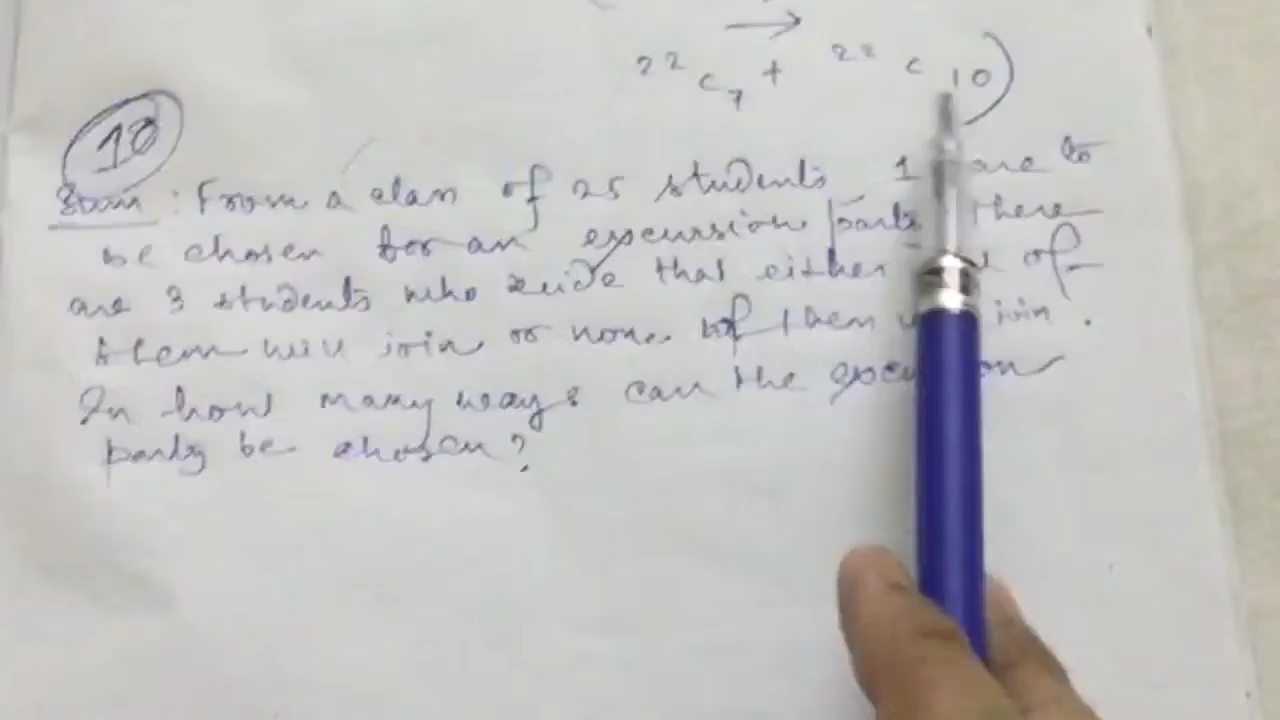 →
²²C₇ + ²²C₁₀)
10
: From a class of 25 students, 1 are to
be chosen for an excursion party. There
are 3 students who decide that either of
them will join or none of them join.
In how many ways can the
party be chosen?